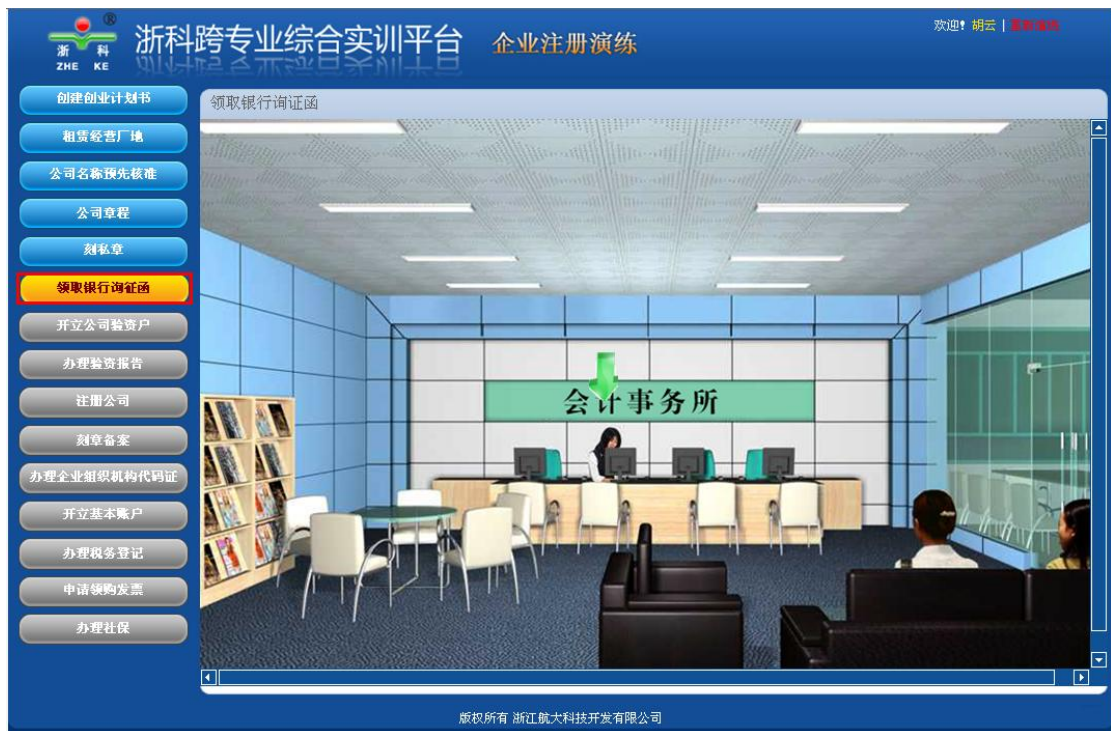 ®
浙 科
ZHE KE
浙科跨专业综合实训平台
企业注册演练
欢迎! 胡云 |
创建创业计划书
租赁经营厂地
公司名称预先核准
公司章程
刻私章
领取银行询征函
开立公司验资户
办理验资报告
注册公司
刻章备案
办理企业组织机构代码证
开立基本账户
办理税务登记
申请领购发票
办理社保
领取银行询证函
会计事务所
版权所有 浙江航大科技开发有限公司